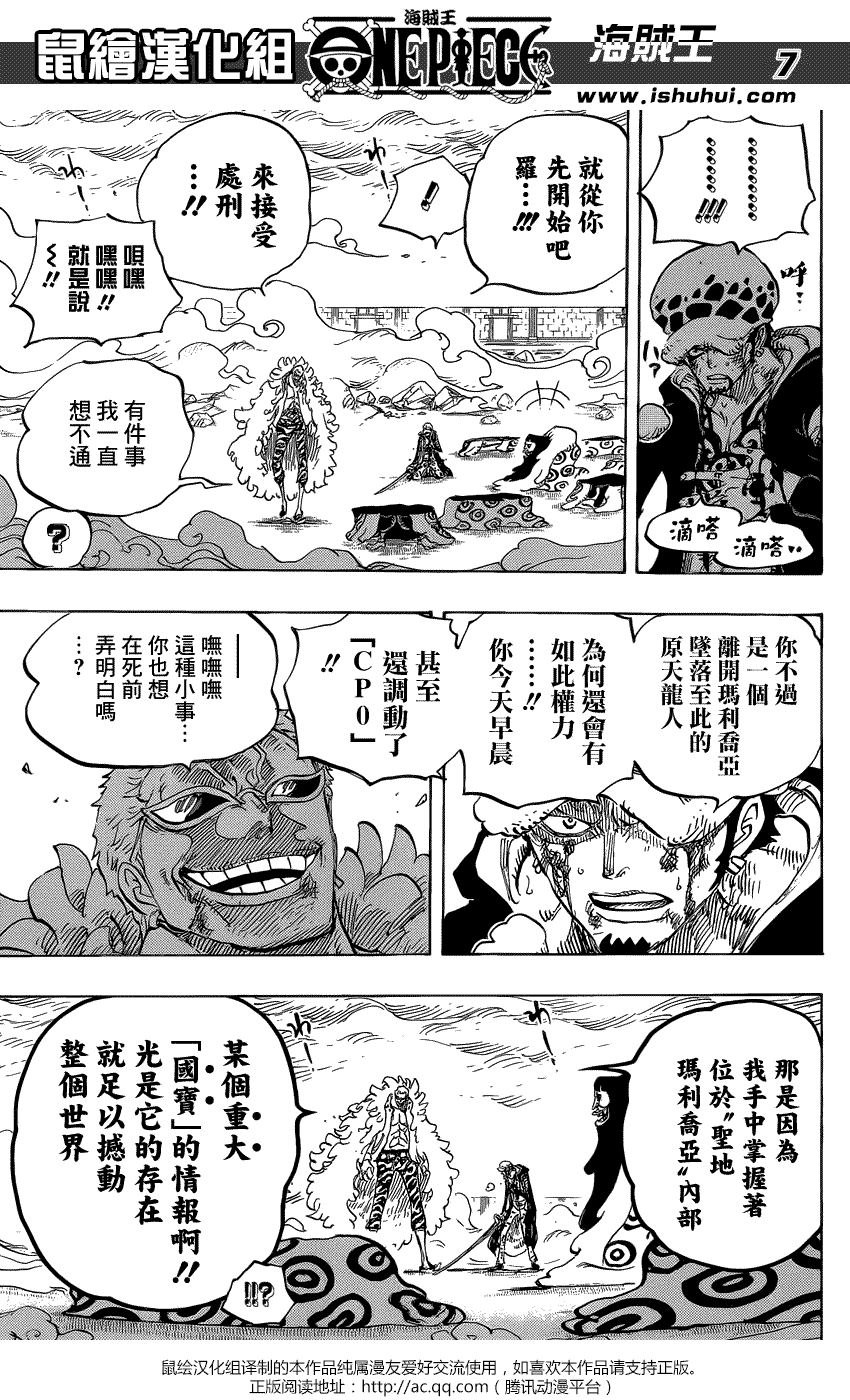 鼠繪漢化組
海賊王
ONE PIECE
海賊王
7
www.ishuhui.com
…………
…………!!!
呼
い?
滴嗒
滴嗒..
就從你
先開始吧
羅…!!!
!
わ
わ
來接受
處刑
…!!
唄嘿
嘿嘿!!
就是說
~!!
有件事
我一直
想不通
?
你不過
是一個
離開瑪利喬亞
墜落至此的
原天龍人
為何還會有
如此權力
……!!
你今天早晨
甚至
還調動了
「CP0」
!!
——
嘸嘸嘸
這種小事…
你也想
在死前
弄明白嗎
…?
那是因為
我手中掌握著
位於"聖地
瑪利喬亞"內部
わ
わ
某個重大
「國寶」的情報啊!!
光是它的存在
就足以撼動
整個世界
!!?
鼠绘汉化组译制的本作品纯属漫友爱好交流使用，如喜欢本作品请支持正版。
正版阅读地址：http://ac.qq.com（腾讯动漫平台）